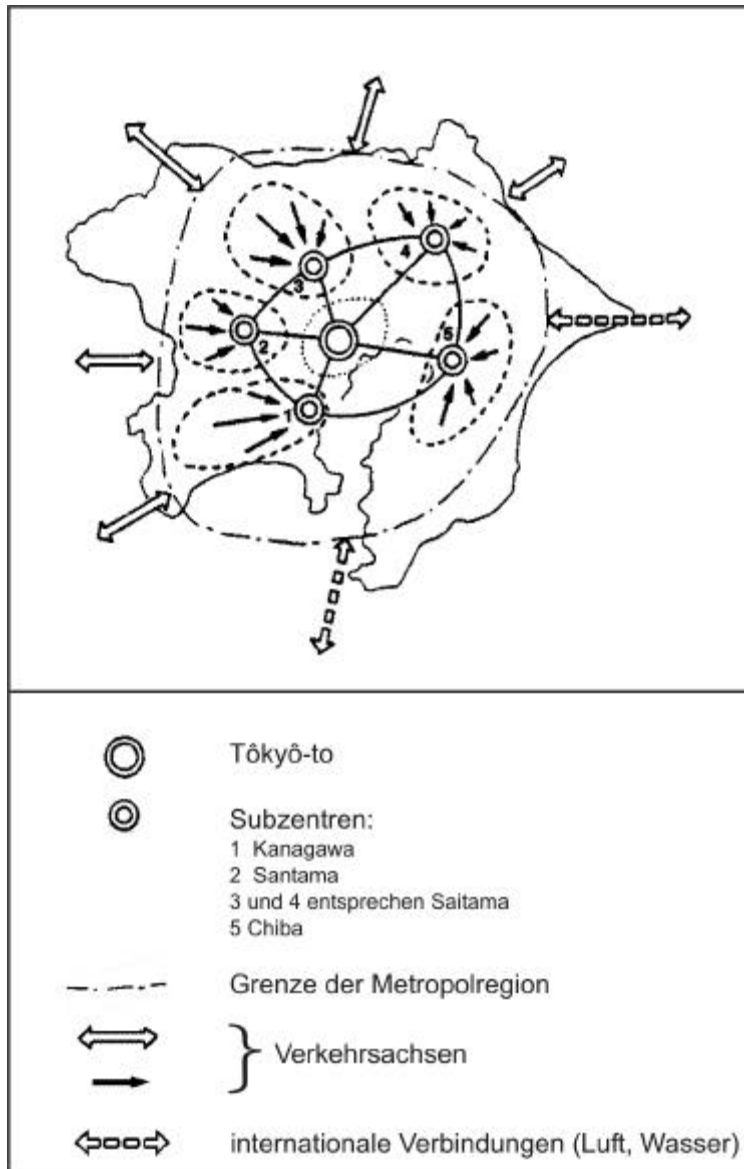 4
3
5
2
1
Tôkyô-to
Subzentren:
1 Kanagawa
2 Santama
3 und 4 entsprechen Saitama
5 Chiba
Grenze der Metropolregion
Verkehrsachsen
internationale Verbindungen (Luft, Wasser)